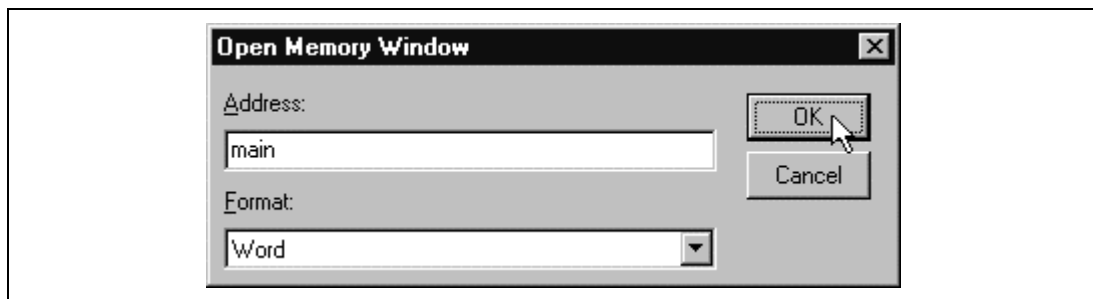 Open Memory Window
Address:
OK
main
Cancel
Format:
Word